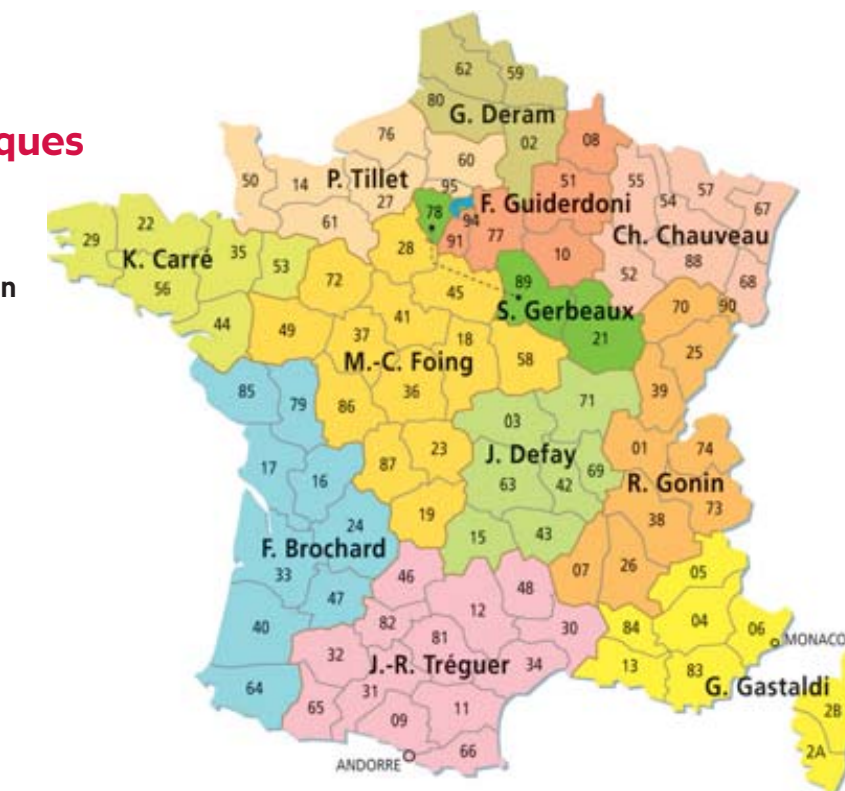 62 59
80
G. Deram
ques
76 02 08
60
50 14 P. Tillet 95 51 55 54 57 67
27 F. Guiderdoni
78 94
61 91 77 Ch. Chauveau
29 22 35 53 28 10 52 88 68
K. Carré
n
56 72 45 89 70 90
S. Gerbeaux
44 49 37 41 18 58 21 25
M.-C. Foing
85 79 86 36 03 71 39
17 16 87 23 J. Defay 69 01 74
63 42 R. Gonin
73
24 19 15 43 38
F. Brochard
33 47 46 48 07 26 05
40 82 12 30 84 04 06 MONACO
81
32 J.-R. Tréguer 34 13 83
64 65 31 G. Gastaldi
09 11 2B
66 2A
ANDORRE